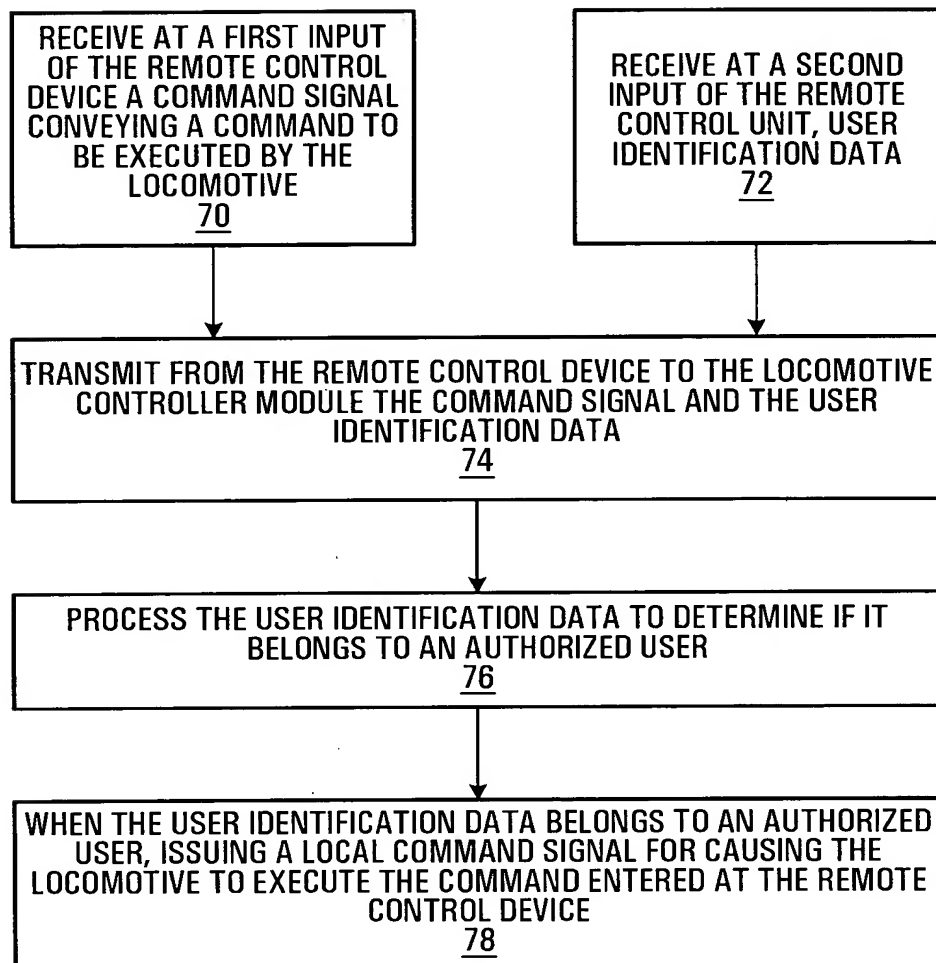 RECEIVE AT A FIRST INPUT
OF THE REMOTE CONTROL
DEVICE A COMMAND SIGNAL
CONVEYING A COMMAND TO
BE EXECUTED BY THE
LOCOMOTIVE
70
RECEIVE AT A SECOND
INPUT OF THE REMOTE
CONTROL UNIT, USER
IDENTIFICATION DATA
72
TRANSMIT FROM THE REMOTE CONTROL DEVICE TO THE LOCOMOTIVE
CONTROLLER MODULE THE COMMAND SIGNAL AND THE USER
IDENTIFICATION DATA
74
PROCESS THE USER IDENTIFICATION DATA TO DETERMINE IF IT
BELONGS TO AN AUTHORIZED USER
76
WHEN THE USER IDENTIFICATION DATA BELONGS TO AN AUTHORIZED
USER, ISSUING A LOCAL COMMAND SIGNAL FOR CAUSING THE
LOCOMOTIVE TO EXECUTE THE COMMAND ENTERED AT THE REMOTE
CONTROL DEVICE
78